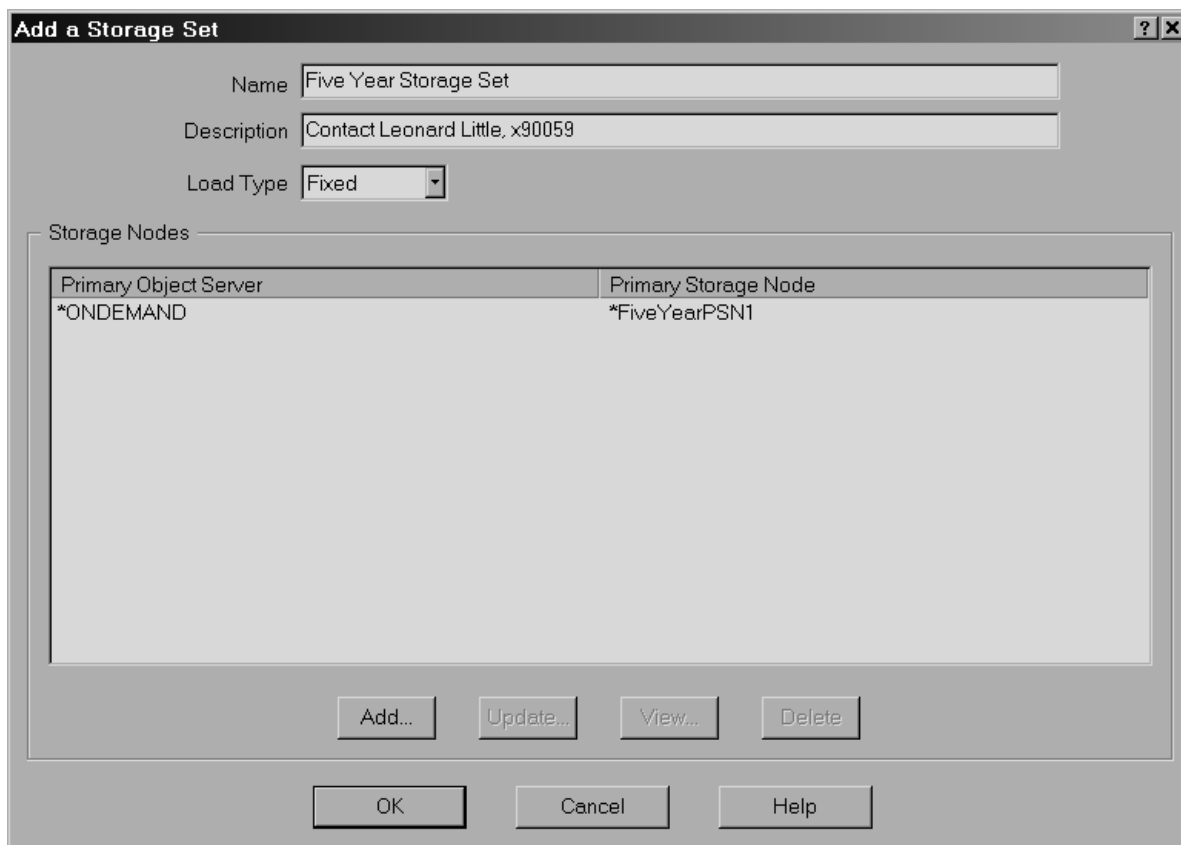 Add a Storage Set
Name Five Year Storage Set
Description Contact Leonard Little, x90059
Load Type Fixed
Storage Nodes
Primary Object Server Primary Storage Node
*ONDEMAND *FiveYearPSN1
Add... Update... View... Delete
OK Cancel Help